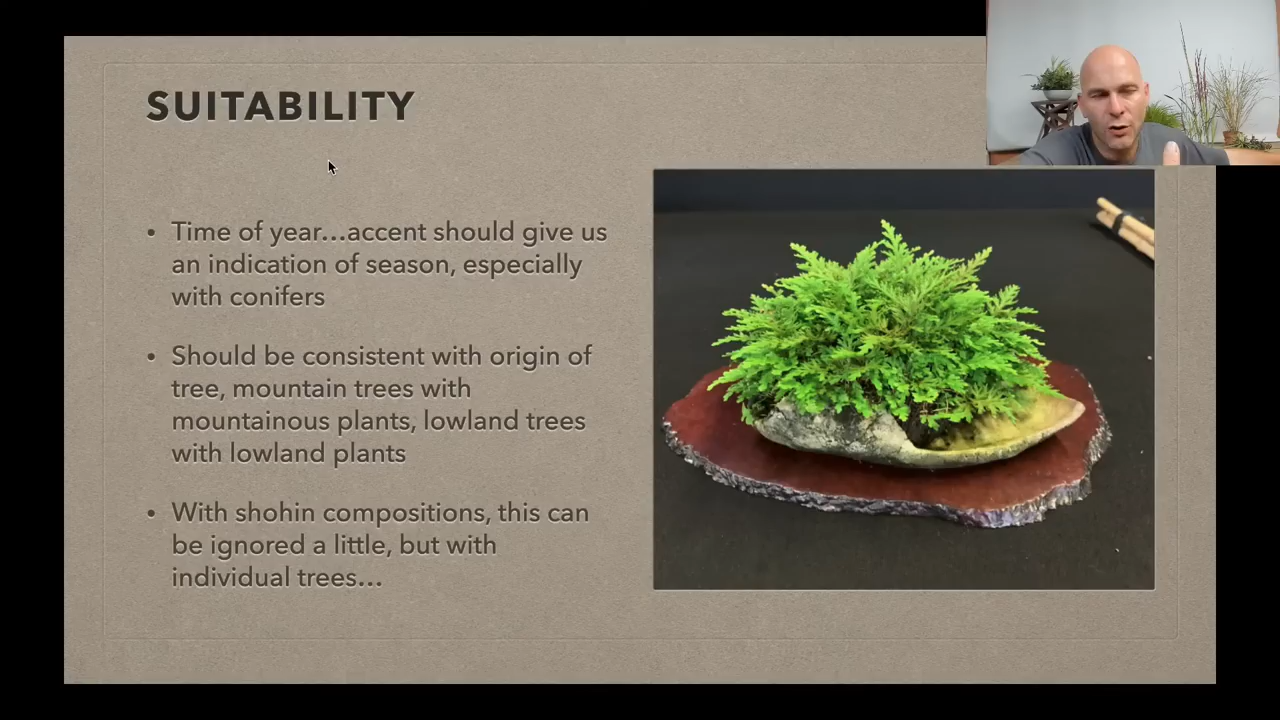 SUITABILITY
• Time of year...accent should give us
an indication of season, especially
with conifers
• Should be consistent with origin of
tree, mountain trees with
mountainous plants, lowland trees
with lowland plants
• With shohin compositions, this can
be ignored a little, but with
individual trees...